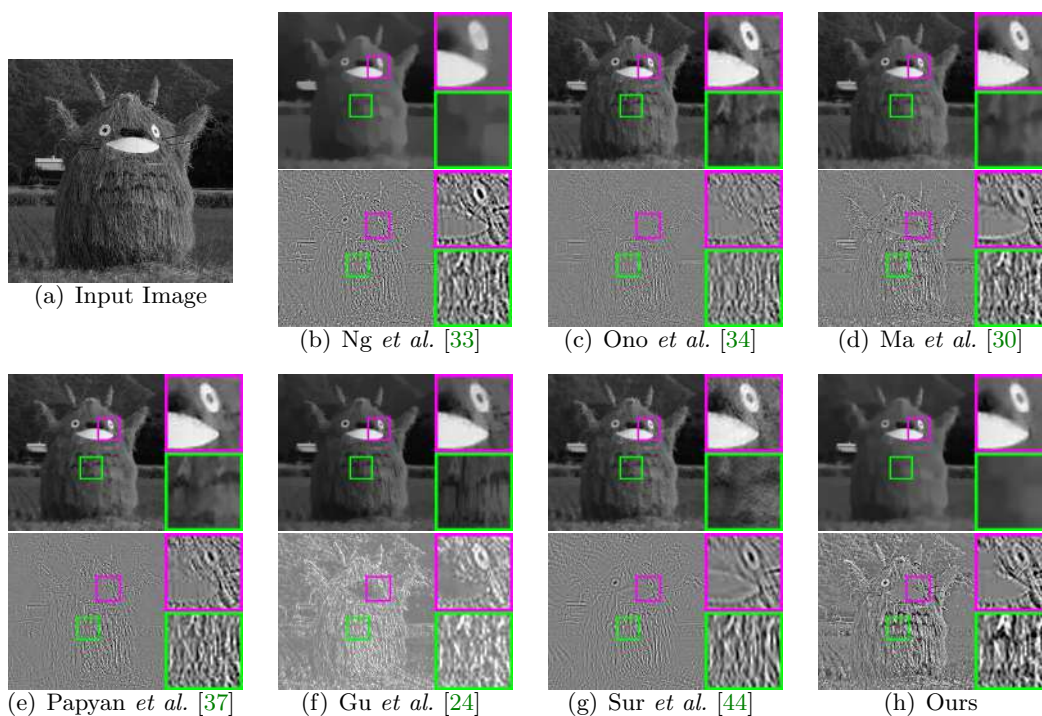 (a) Input Image
(b) Ng et al. [33]
(c) Ono et al. [34]
(d) Ma et al. [30]
(e) Papyan et al. [37]
(f) Gu et al. [24]
(g) Sur et al. [44]
(h) Ours